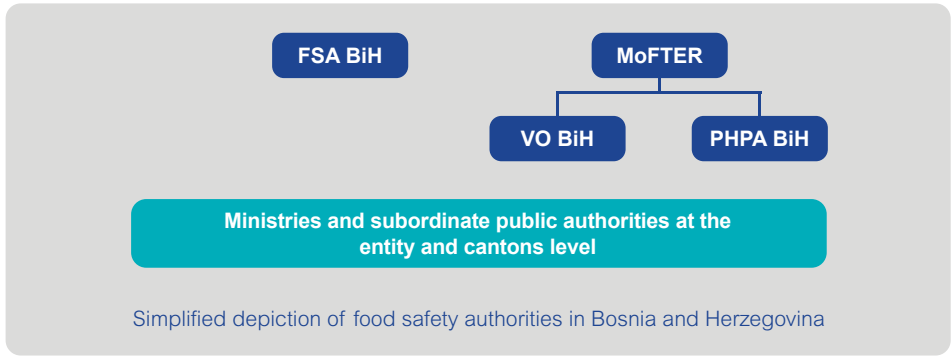 FSA BiH
MoFTER
VO BiH
PHPA BiH
Ministries and subordinate public authorities at the
entity and cantons level
Simplified depiction of food safety authorities in Bosnia and Herzegovina